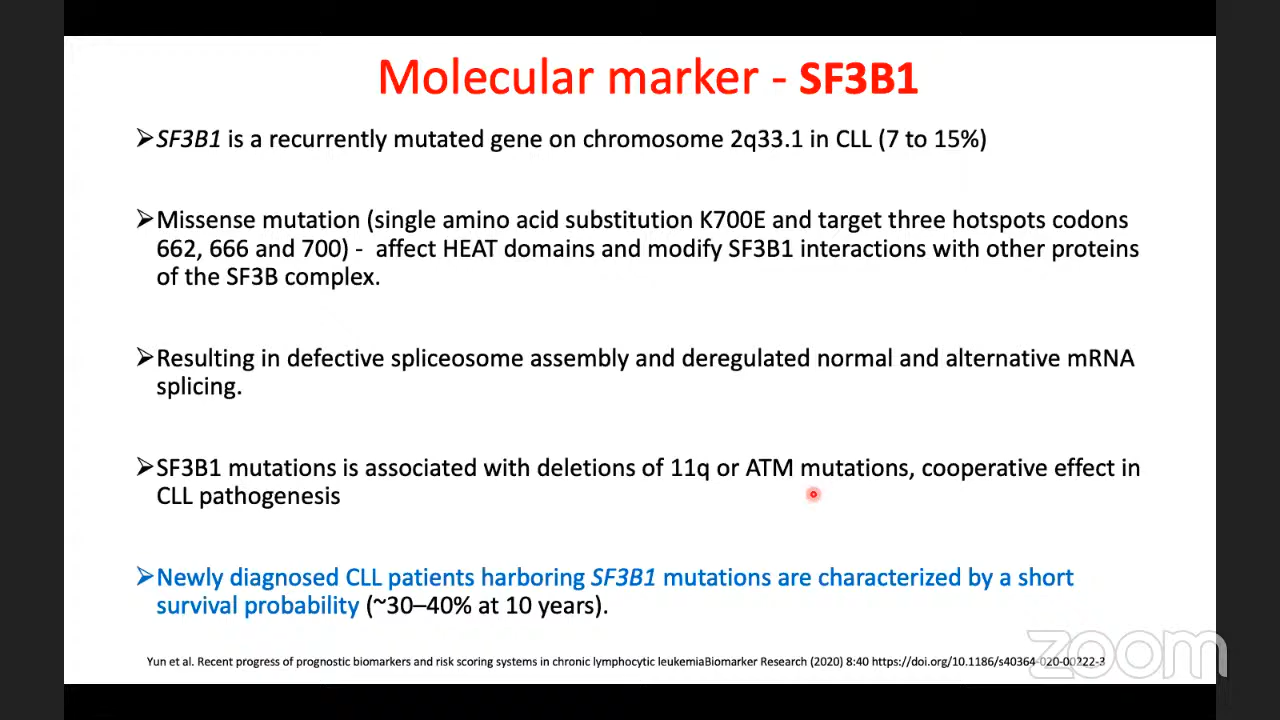 Molecular marker - SF3B1
➢SF3B1 is a recurrently mutated gene on chromosome 2q33.1 in CLL (7 to 15%)
➢Missense mutation (single amino acid substitution K700E and target three hotspots codons
662, 666 and 700) - affect HEAT domains and modify SF3B1 interactions with other proteins
of the SF3B complex.
➢Resulting in defective spliceosome assembly and deregulated normal and alternative mRNA
splicing.
➢SF3B1 mutations is associated with deletions of 11q or ATM mutations, cooperative effect in
CLL pathogenesis
➢Newly diagnosed CLL patients harboring SF3B1 mutations are characterized by a short
survival probability (~30–40% at 10 years).
Yun et al. Recent progress of prognostic biomarkers and risk scoring systems in chronic lymphocytic leukemiaBiomarker Research (2020) 8:40 https://doi.org/10.1186/s40364-020-00222-3
zoom